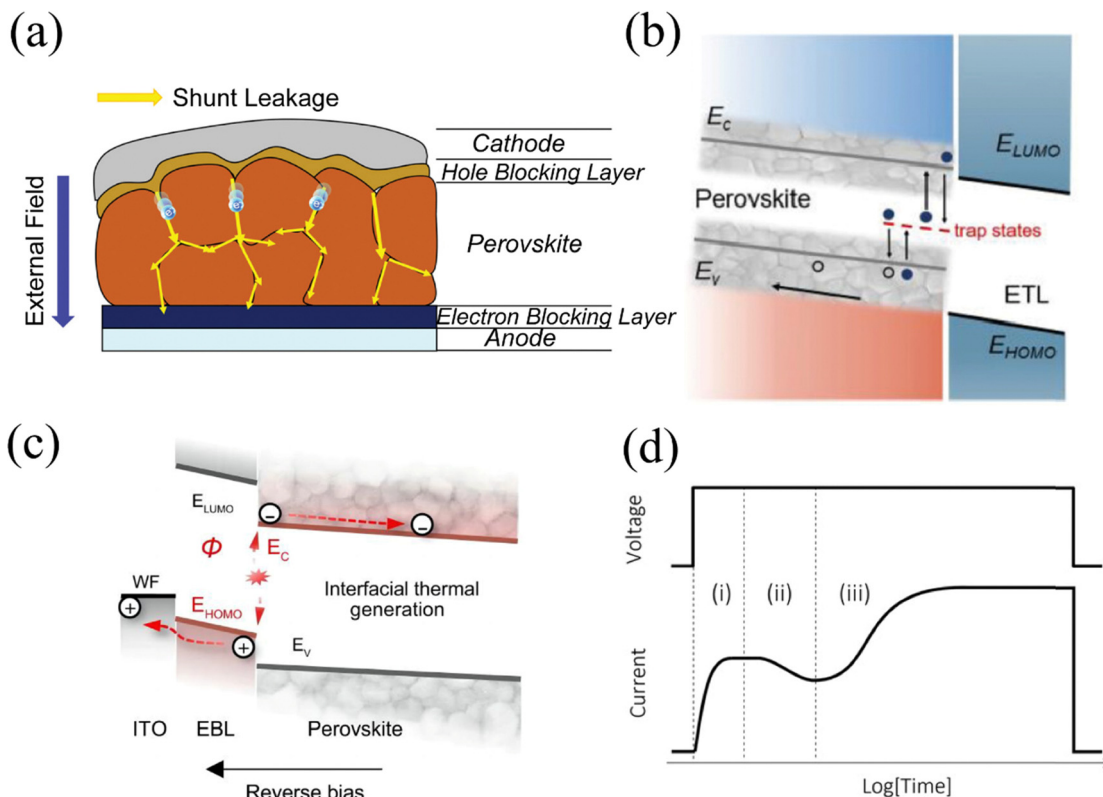 (a)
Shunt Leakage
External Field
Cathode
Hole Blocking Layer
Perovskite
Electron Blocking Layer
Anode
(b)
Ec
ELUMO
Perovskite
trap states
Ev
ETL
EHOMO
(c)
ELUMO
Φ
EC
WF
EHOMO
Interfacial thermal
generation
+
+
−
−
EV
ITO
EBL
Perovskite
Reverse bias
(d)
Voltage
(i)
(ii)
(iii)
Current
Log[Time]